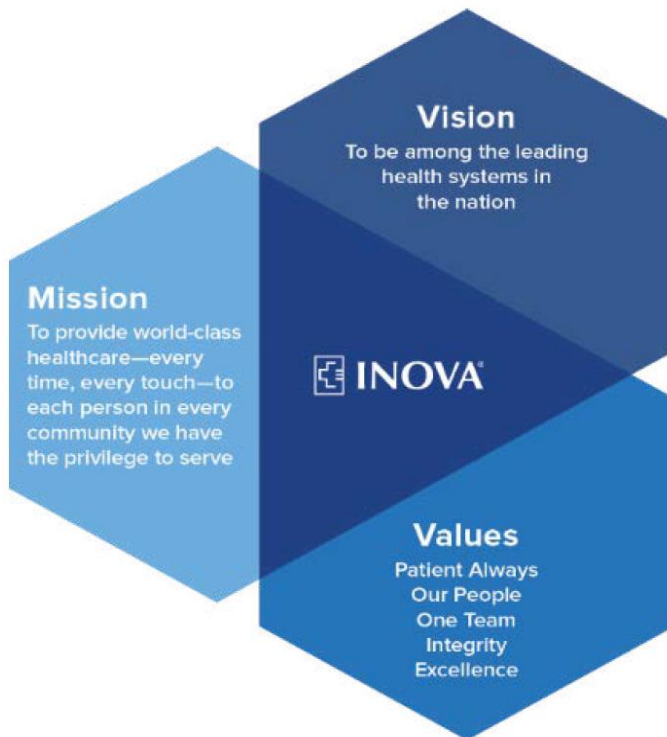 Vision
To be among the leading
health systems in
the nation
Mission
To provide world-class
healthcare—every
time, every touch—to
each person in every
community we have
the privilege to serve
INOVA®
Values
Patient Always
Our People
One Team
Integrity
Excellence